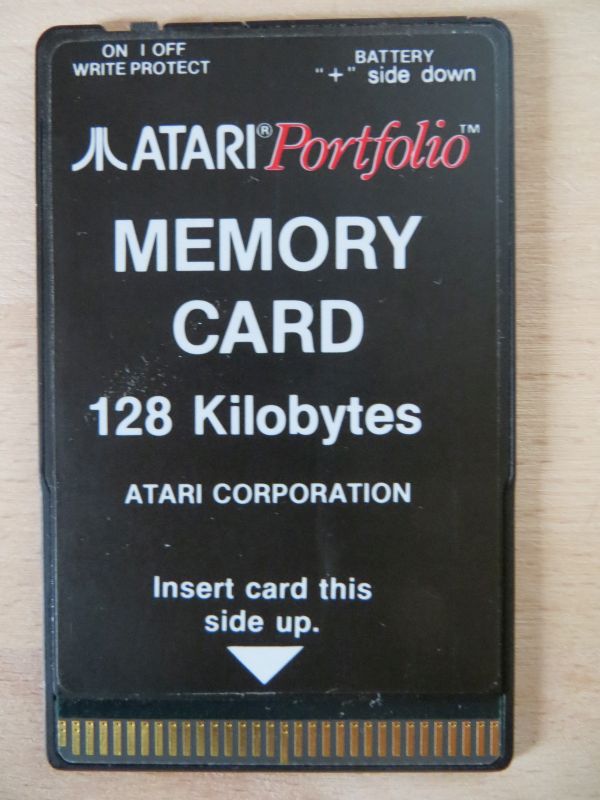 ON | OFF
WRITE PROTECT
BATTERY
"+" side down
ATARI® Portfolio™
MEMORY
CARD
128 Kilobytes
ATARI CORPORATION
Insert card this
side up.